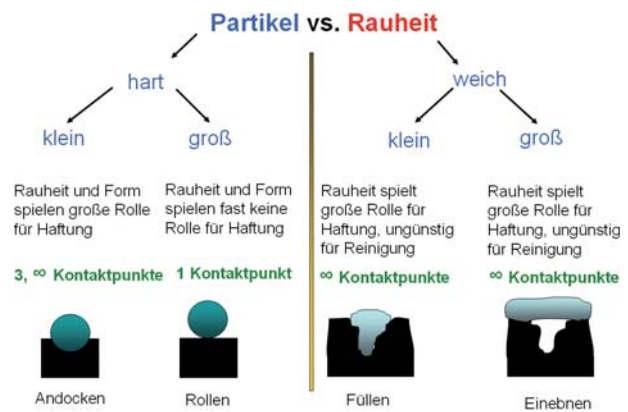 Partikel vs. Rauheit
hart
weich
klein
groß
klein
groß
Rauheit und Form
spielen große Rolle
für Haftung
Rauheit und Form
spielen fast keine
Rolle für Haftung
Rauheit spielt
große Rolle für
Haftung, ungünstig
für Reinigung
Rauheit spielt
große Rolle für
Haftung, ungünstig
für Reinigung
3, ∞ Kontaktpunkte
1 Kontaktpunkt
∞ Kontaktpunkte
∞ Kontaktpunkte
Andocken
Rollen
Füllen
Einebnen